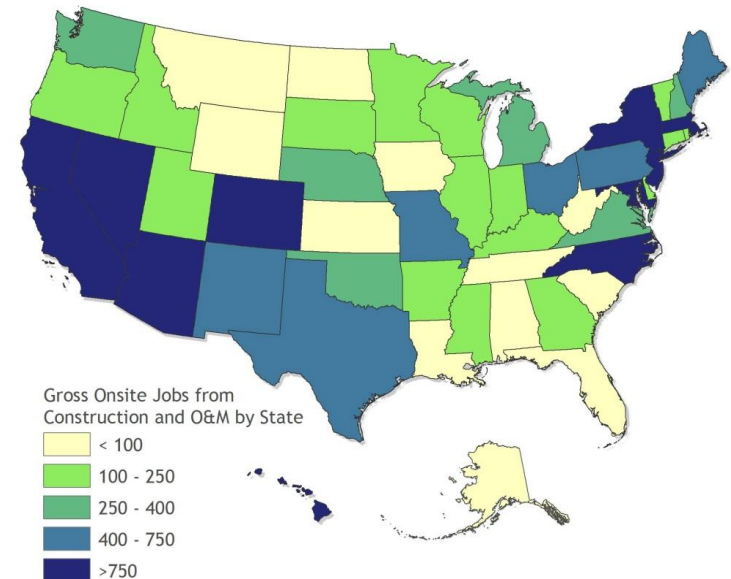 Gross Onsite Jobs from
Construction and O&M by State
< 100
100 - 250
250 - 400
400 - 750
>750